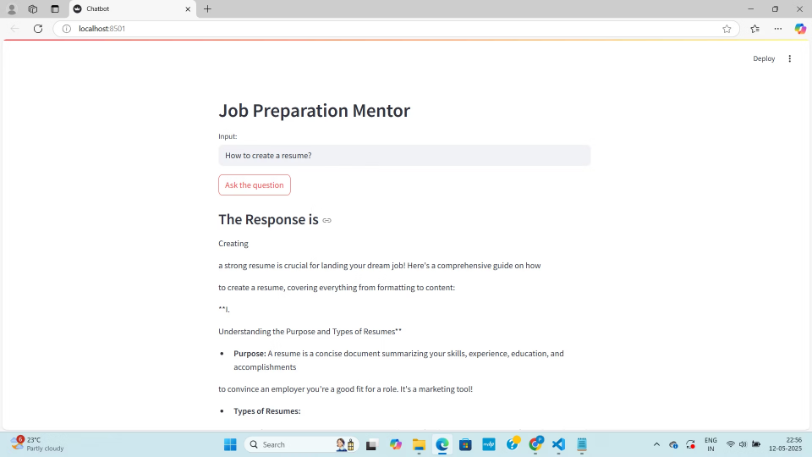 Chatbot
localhost:8501
Deploy
Job Preparation Mentor
Input:
How to create a resume?
Ask the question
The Response is
Creating
a strong resume is crucial for landing your dream job! Here's a comprehensive guide on how
to create a resume, covering everything from formatting to content:
**I.
Understanding the Purpose and Types of Resumes**
• Purpose: A resume is a concise document summarizing your skills, experience, education, and
accomplishments
to convince an employer you're a good fit for a role. It's a marketing tool!
• Types of Resumes:
6
23°C
Partly cloudy
Search
ENG
IN
22:56
12-05-2025